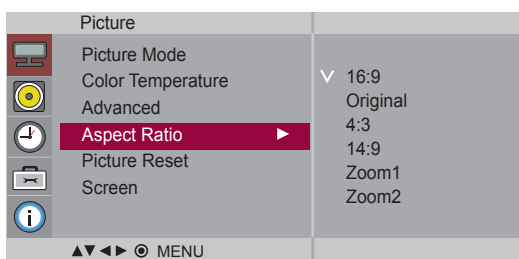 Picture
Picture Mode
Color Temperature
Advanced
Aspect Ratio
Picture Reset
Screen
16:9
Original
4:3
14:9
Zoom1
Zoom2
MENU